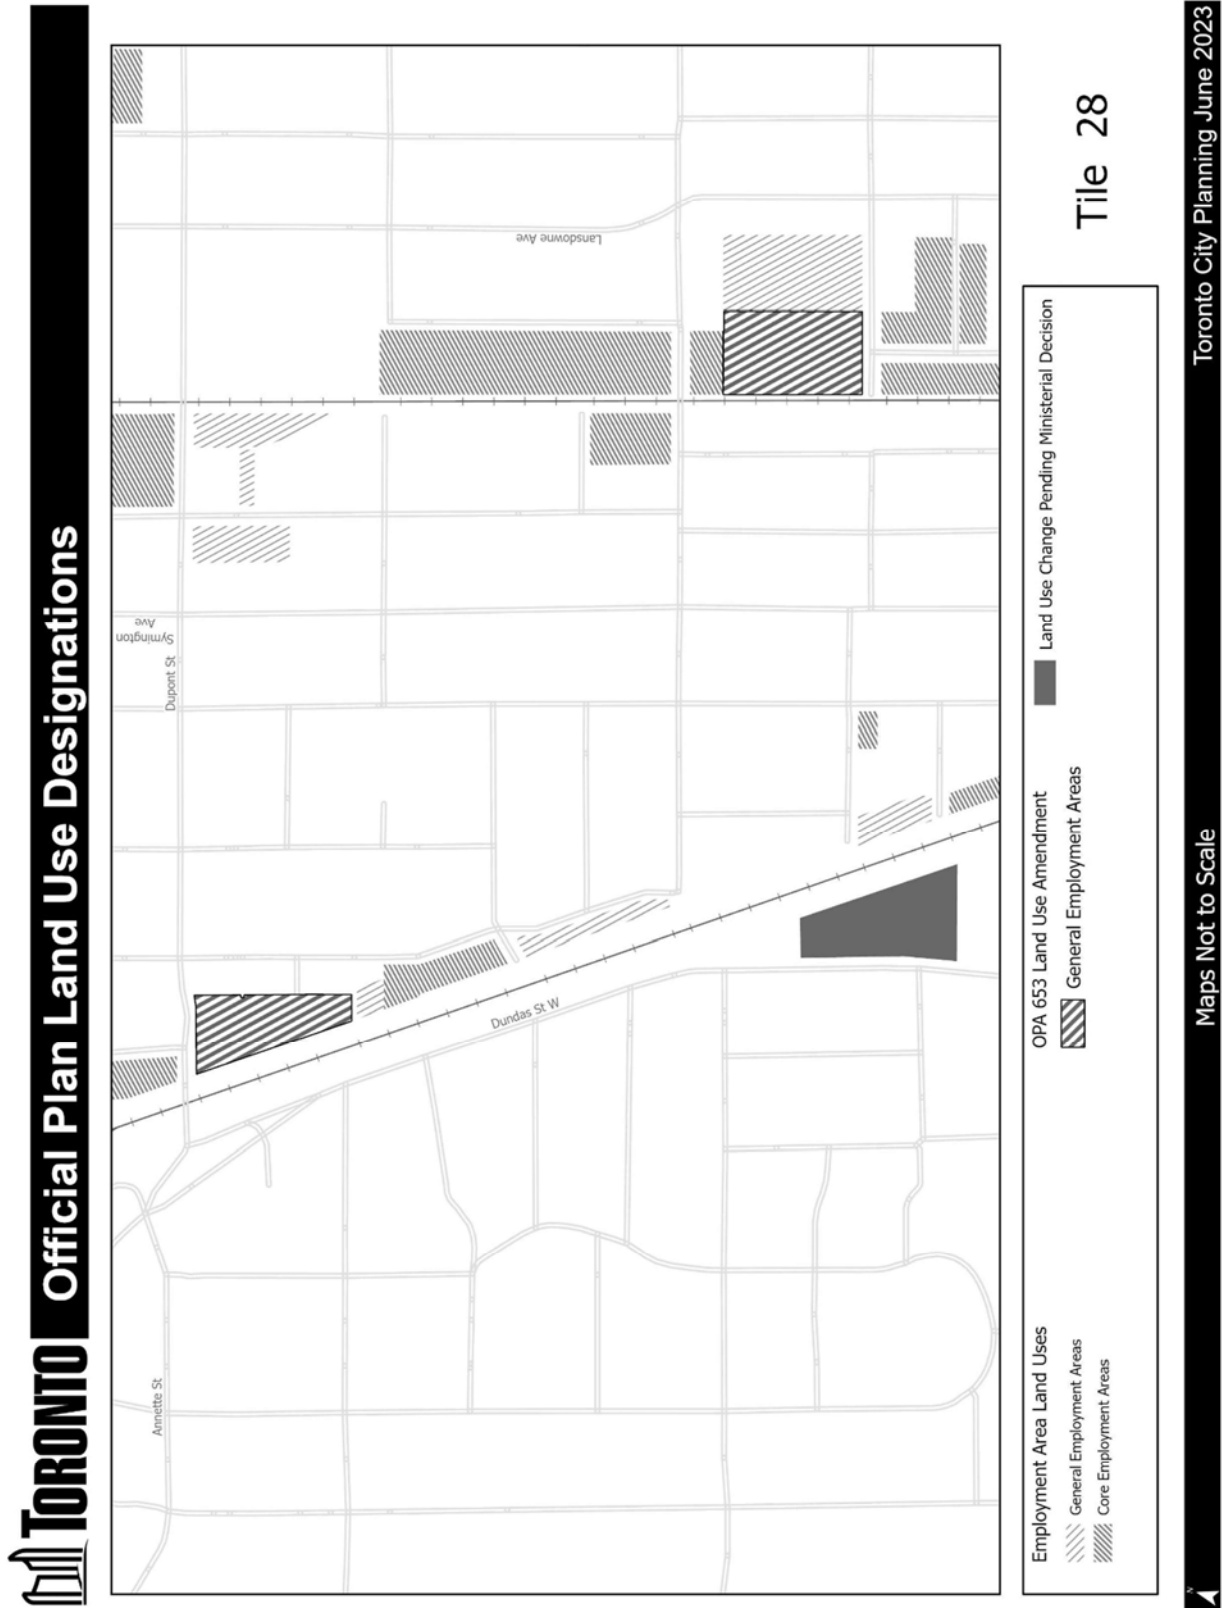 TORONTO Official Plan Land Use Designations
Annette St
Dupont St
Symington
Ave
Dundas St W
Lansdowne Ave
Employment Area Land Uses
General Employment Areas
Core Employment Areas
OPA 653 Land Use Amendment
General Employment Areas
Land Use Change Pending Ministerial Decision
Tile 28
N
Maps Not to Scale
Toronto City Planning June 2023